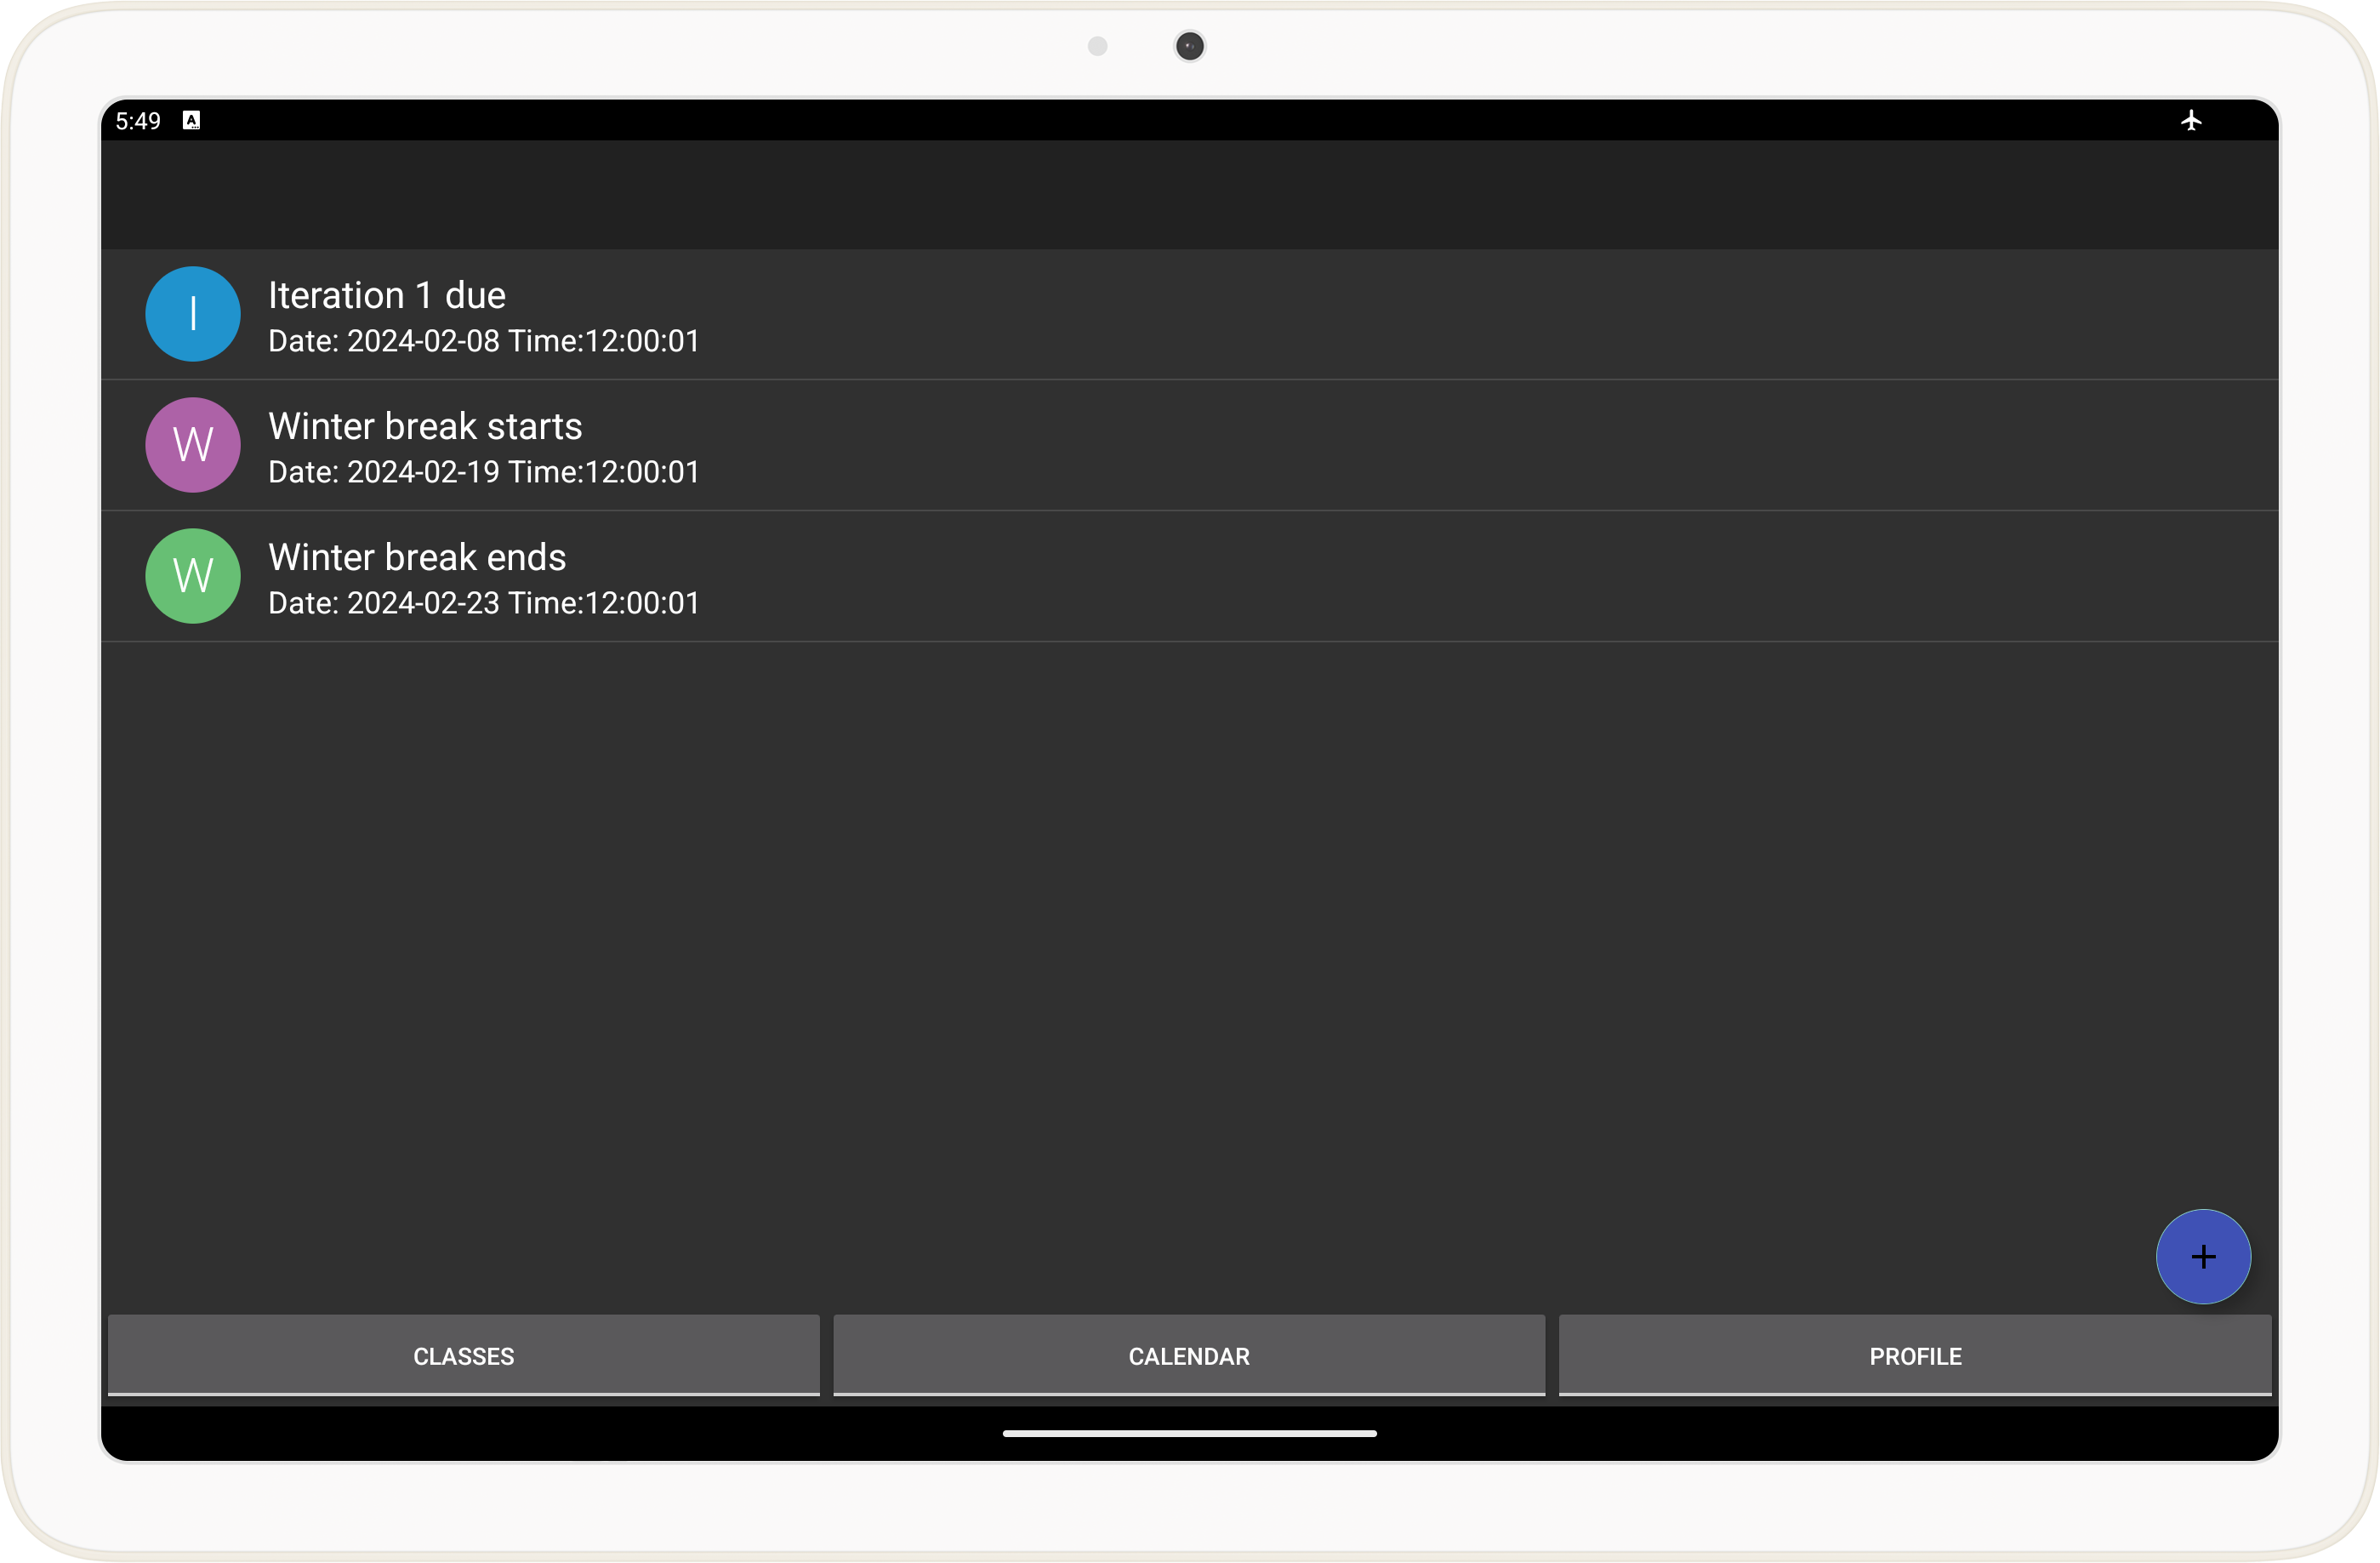 5:49 A
I
Iteration 1 due
Date: 2024-02-08 Time:12:00:01
W
Winter break starts
Date: 2024-02-19 Time:12:00:01
W
Winter break ends
Date: 2024-02-23 Time:12:00:01
+
CLASSES CALENDAR PROFILE